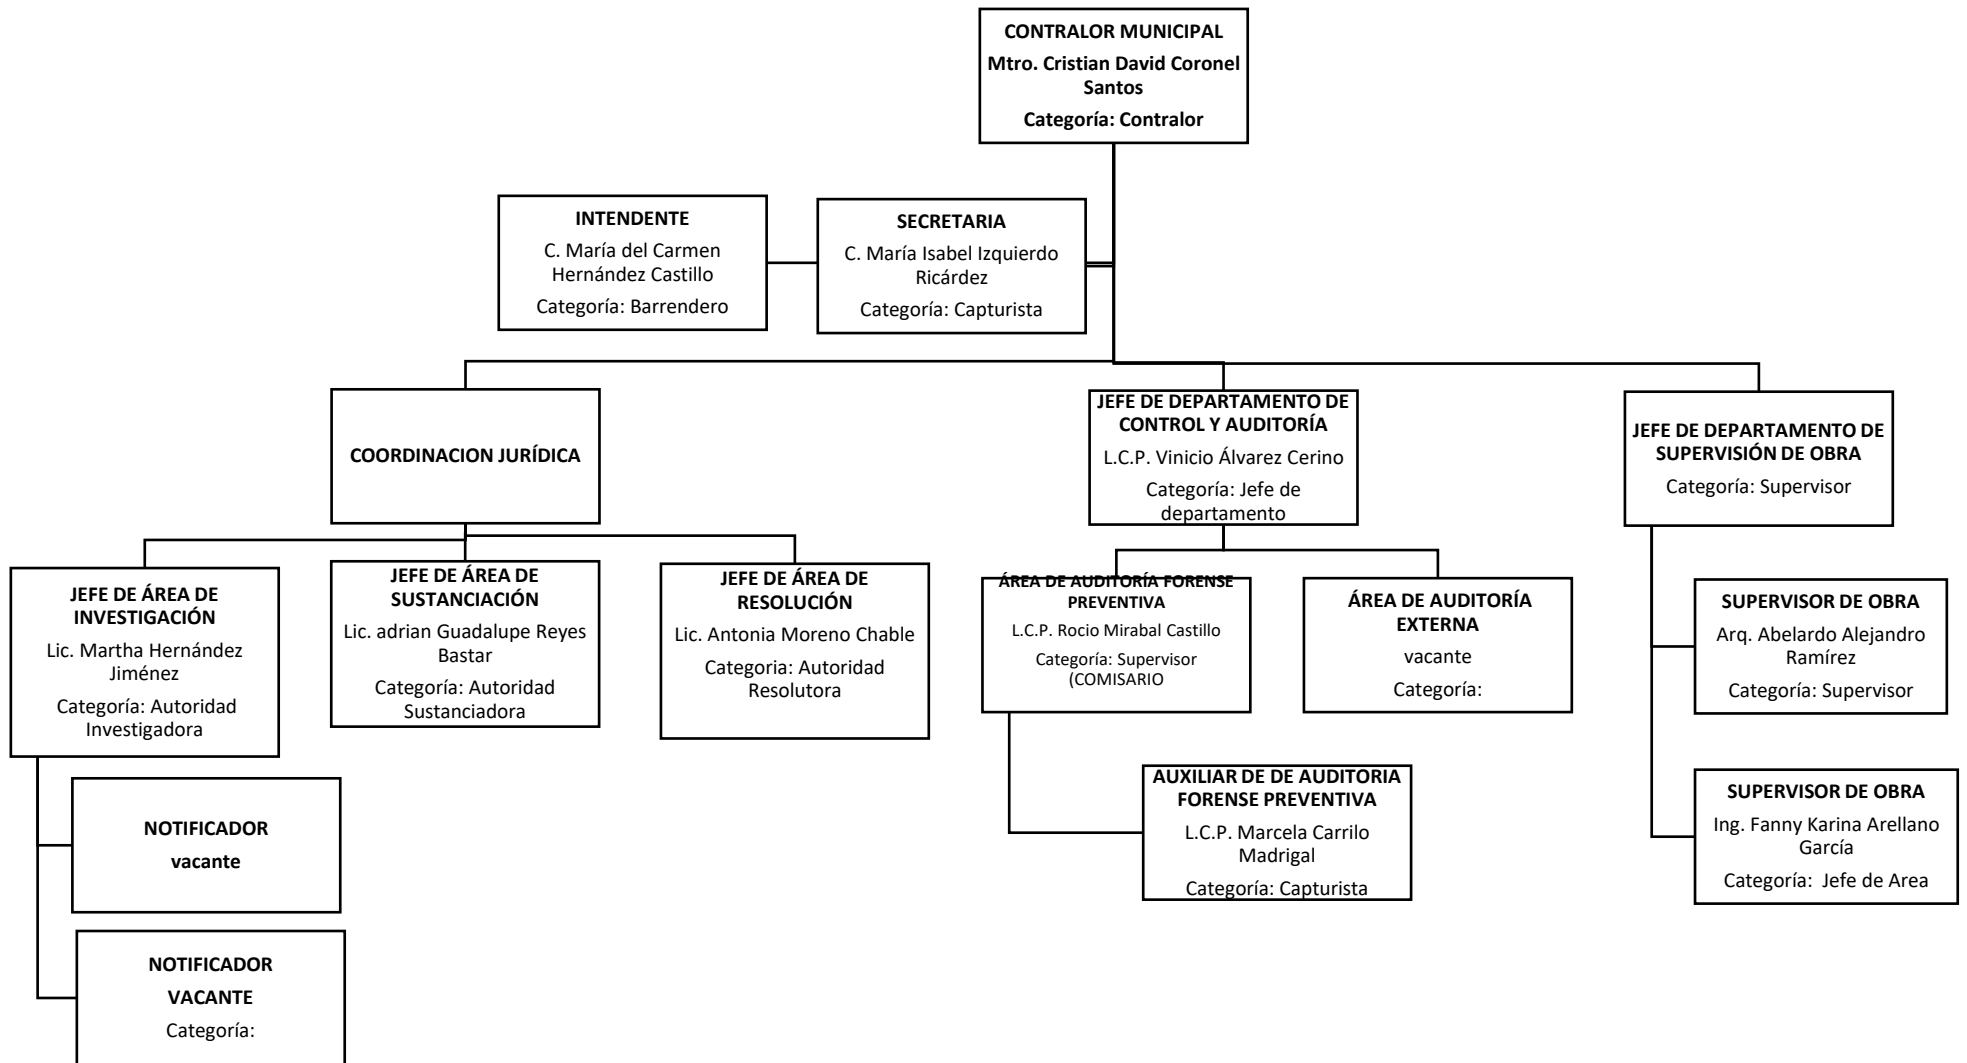 CONTRALOR MUNICIPAL
Mtro. Cristian David Coronel
Santos
Categoría: Contralor
INTENDENTE
C. María del Carmen
Hernández Castillo
Categoría: Barrendero
SECRETARIA
C. María Isabel Izquierdo
Ricárdez
Categoría: Capturista
COORDINACION JURÍDICA
JEFE DE DEPARTAMENTO DE
CONTROL Y AUDITORÍA
L.C.P. Vinicio Álvarez Cerino
Categoría: Jefe de
departamento
JEFE DE DEPARTAMENTO DE
SUPERVISIÓN DE OBRA
Categoría: Supervisor
JEFE DE ÁREA DE
INVESTIGACIÓN
Lic. Martha Hernández
Jiménez
Categoría: Autoridad
Investigadora
JEFE DE ÁREA DE
SUSTANCIACIÓN
Lic. adrian Guadalupe Reyes
Bastar
Categoría: Autoridad
Sustanciadora
JEFE DE ÁREA DE
RESOLUCIÓN
Lic. Antonia Moreno Chable
Categoria: Autoridad
Resolutora
ÁREA DE AUDITORÍA FORENSE
PREVENTIVA
L.C.P. Rocio Mirabal Castillo
Categoría: Supervisor
(COMISARIO
ÁREA DE AUDITORÍA
EXTERNA
vacante
Categoría:
SUPERVISOR DE OBRA
Arq. Abelardo Alejandro
Ramírez
Categoría: Supervisor
NOTIFICADOR
vacante
AUXILIAR DE DE AUDITORIA
FORENSE PREVENTIVA
L.C.P. Marcela Carrilo
Madrigal
Categoría: Capturista
SUPERVISOR DE OBRA
Ing. Fanny Karina Arellano
García
Categoría: Jefe de Area
NOTIFICADOR
VACANTE
Categoría: